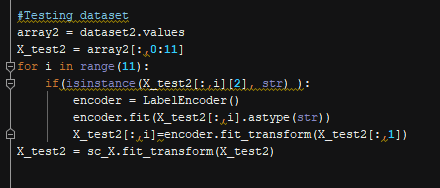 #Testing dataset
array2 = dataset2.values
X_test2 = array2[:,0:11]
for i in range(11):
if(isinstance(X_test2[:,i][2], str) ):
encoder = LabelEncoder()
encoder.fit(X_test2[:,i].astype(str))
X_test2[:,i]=encoder.fit_transform(X_test2[:,1])
X_test2 = sc_X.fit_transform(X_test2)